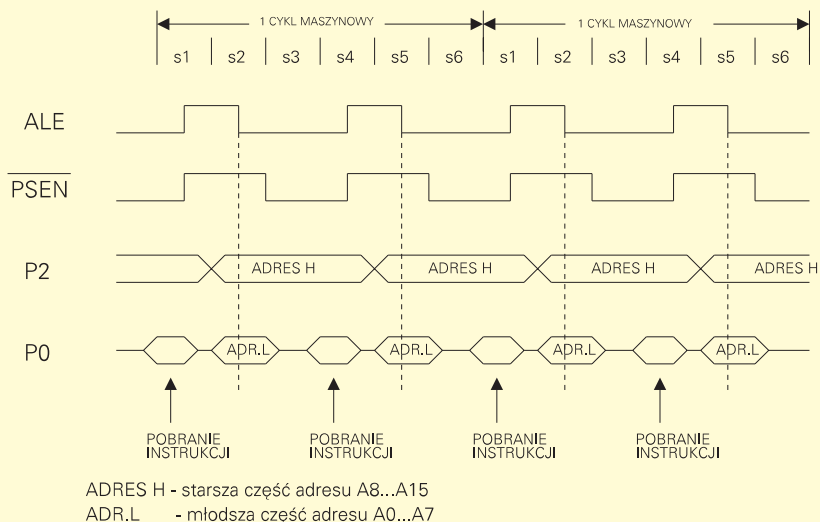 1 CYKL MASZYNOWY 1 CYKL MASZYNOWY
s1 s2 s3 s4 s5 s6 s1 s2 s3 s4 s5 s6
ALE
PSEN
P2 ADRES H ADRES H ADRES H ADRES H
P0 ADR.L ADR.L ADR.L ADR.L
POBRANIE POBRANIE POBRANIE POBRANIE
INSTRUKCJI INSTRUKCJI INSTRUKCJI INSTRUKCJI
ADRES H - starsza część adresu A8...A15
ADR.L - młodsza część adresu A0...A7